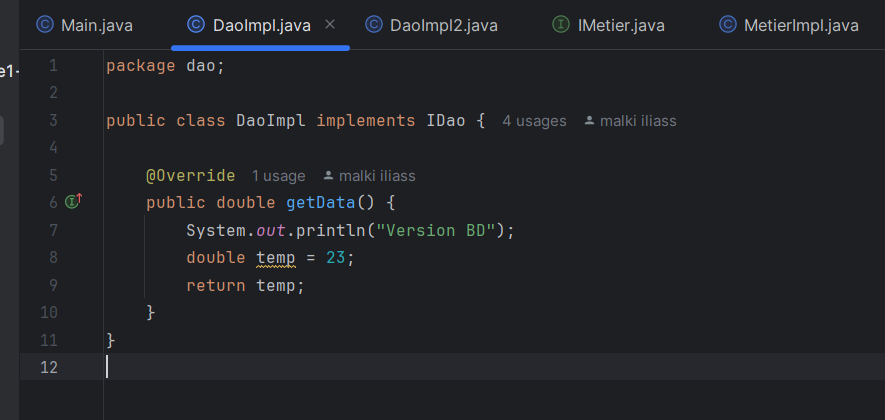 Main.java DaoImpl.java DaoImpl2.java IMetier.java MetierImpl.java
e1-
1 package dao;
2
3 public class DaoImpl implements IDao { 4 usages malki iliass
4
5 @Override 1 usage malki iliass
6 public double getData() {
7 System.out.println("Version BD");
8 double temp = 23;
9 return temp;
10 }
11 }
12